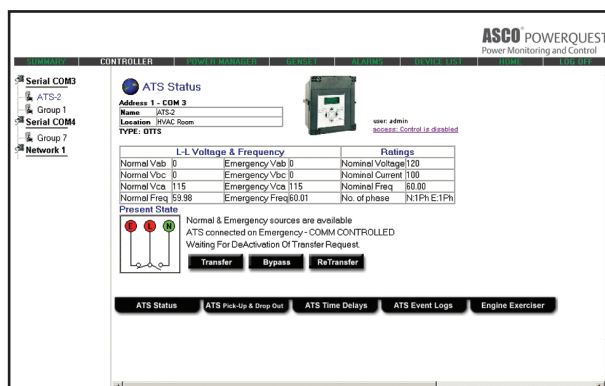 ASCO® POWERQUEST
Power Monitoring and Control
SUMMARY CONTROLLER POWER MANAGER GENSET ALARMS DEVICE LIST HOME LOG OFF
Serial COM3
ATS-2
Group 1
Serial COM4
Group 7
Network 1
ATS Status
Address 1 - COM 3
Name ATS-2
Location HVAC Room
TYPE: OTTS
user: admin
access: Control is disabled
L-L Voltage & Frequency Ratings
Normal Vab 0 Emergency Vab 0 Nominal Voltage 120
Normal Vbc 0 Emergency Vbc 0 Nominal Current 100
Normal Vca 115 Emergency Vca 115 Nominal Freq 60.00
Normal Freq 59.98 Emergency Freq 60.01 No. of phase N:1Ph E:1Ph
Present State
E L N
Normal & Emergency sources are available
ATS connected on Emergency - COMM CONTROLLED
Waiting For DeActivation Of Transfer Request.
Transfer Bypass ReTransfer
ATS Status ATS Pick-Up & Drop Out ATS Time Delays ATS Event Logs Engine Exerciser